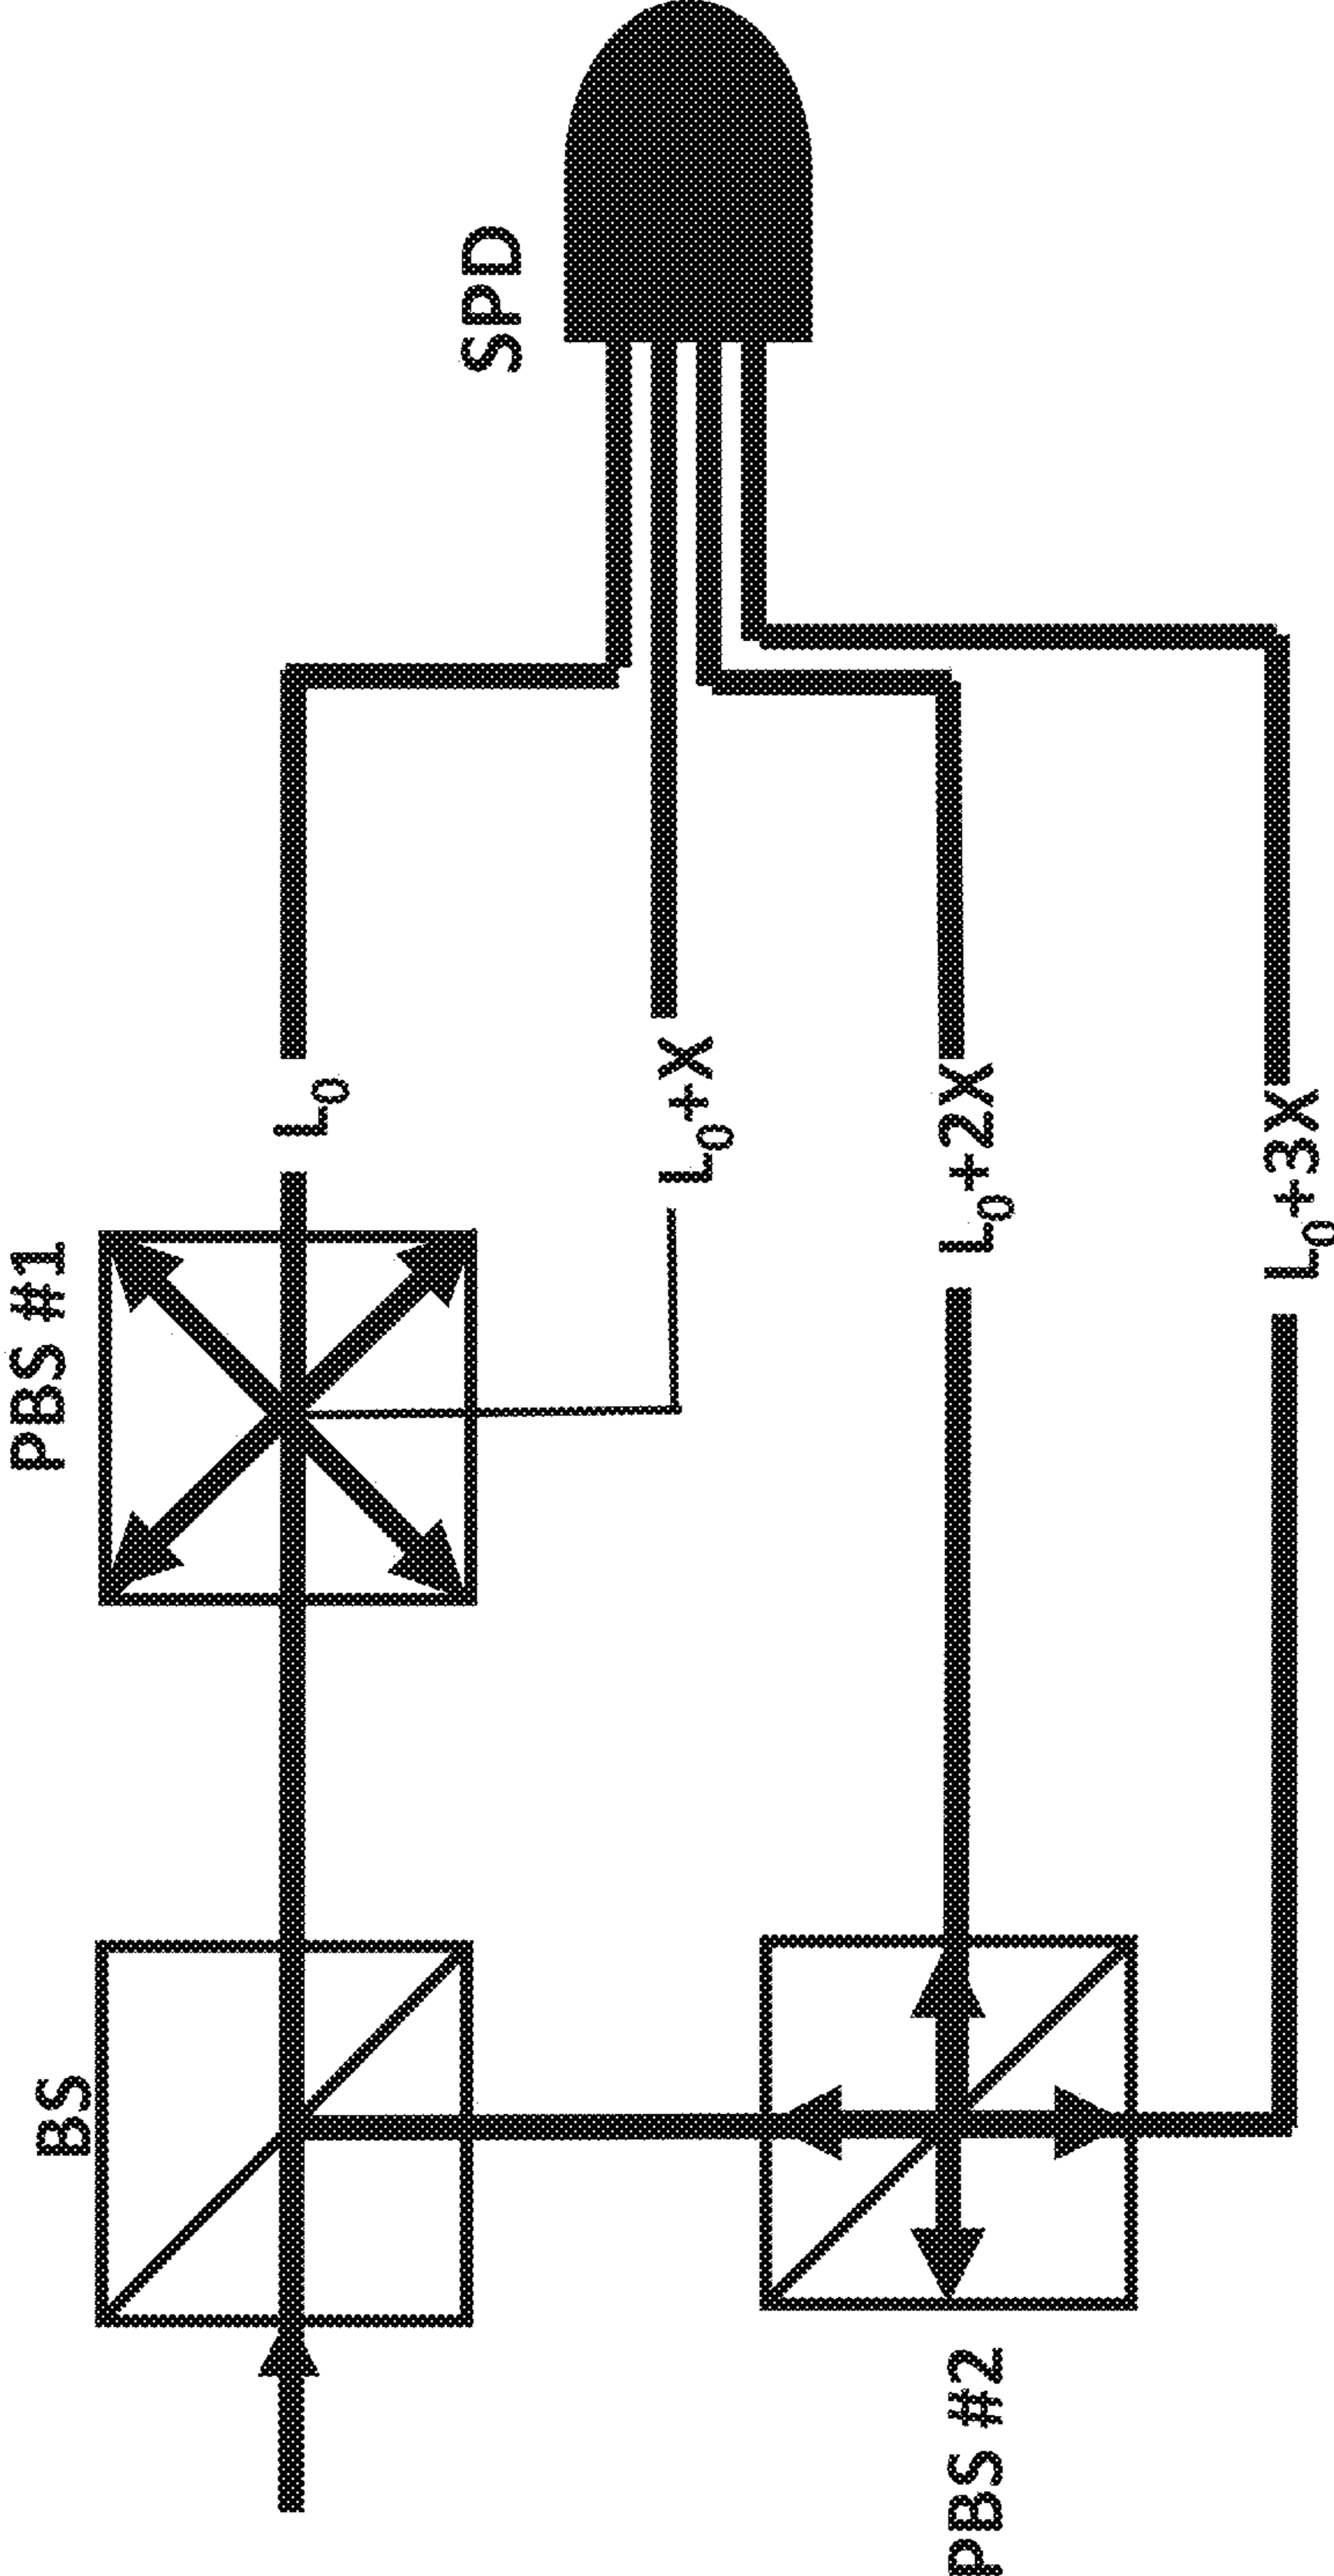 BS
PBS #1
SPD
L₀
L₀+X
L₀+2X
L₀+3X
PBS #2